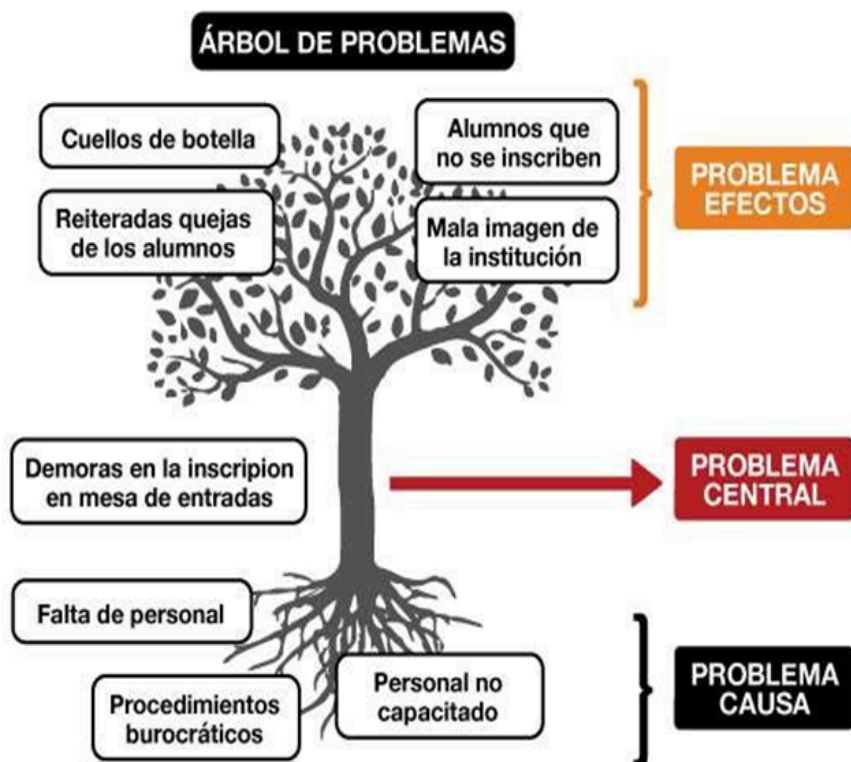 ÁRBOL DE PROBLEMAS
Cuellos de botella
Alumnos que
no se inscriben
Reiteradas quejas
de los alumnos
Mala imagen de
la institución
PROBLEMA
EFECTOS
Demoras en la inscripion
en mesa de entradas
PROBLEMA
CENTRAL
Falta de personal
Procedimientos
burocráticos
Personal no
capacitado
PROBLEMA
CAUSA